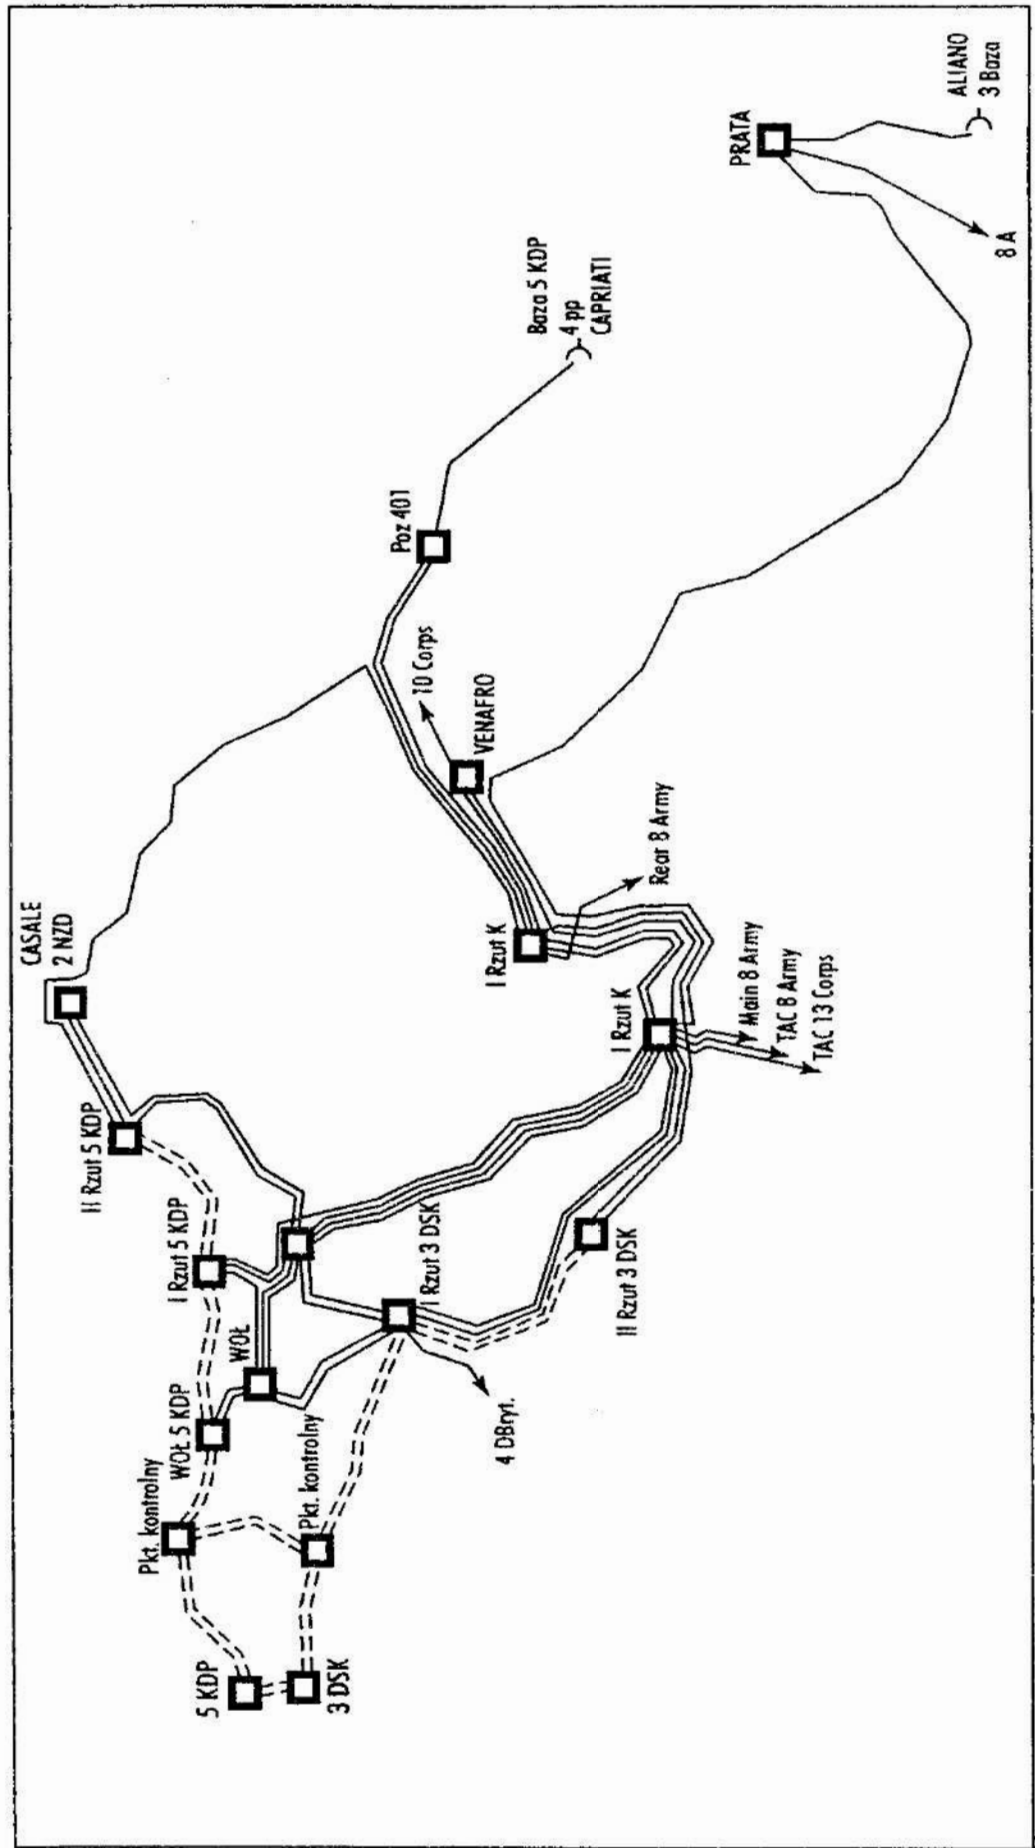 CASALE
2 NZD
II Rzut 5 KDP
I Rzut 5 KDP
WOŁ
WOŁ 5 KDP
Pkt. kontrolny
5 KDP
3 DSK
Pkt. kontrolny
4 DBryt.
I Rzut 3 DSK
II Rzut 3 DSK
I Rzut K
I Rzut K
Main 8 Army
TAC 8 Army
TAC 13 Corps
Rear 8 Army
VENAFRO
10 Corps
Poz 401
Baza 5 KDP
4 pp
CAPRIATI
PRATA
8 A
ALIANO
3 Baza